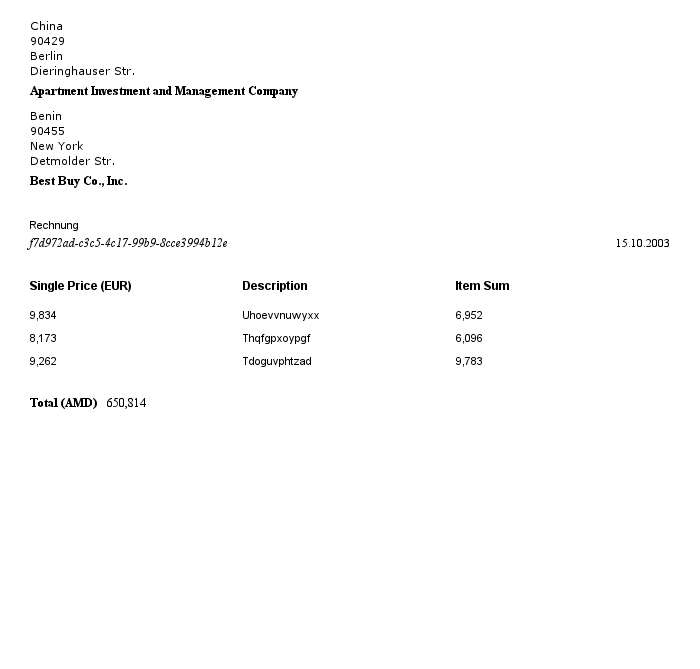 China
90429
Berlin
Dieringhauser Str.
Apartment Investment and Management Company
Benin
90455
New York
Detmolder Str.
Best Buy Co., Inc.
Rechnung
f7d972ad-c3c5-4c17-99b9-8cce3994b12e 15.10.2003
Single Price (EUR) Description Item Sum
9,834 Uhoevvnuwyxx 6,952
8,173 Thqfgpxoypgf 6,096
9,262 Tdoguvphtzad 9,783
Total (AMD) 650,814